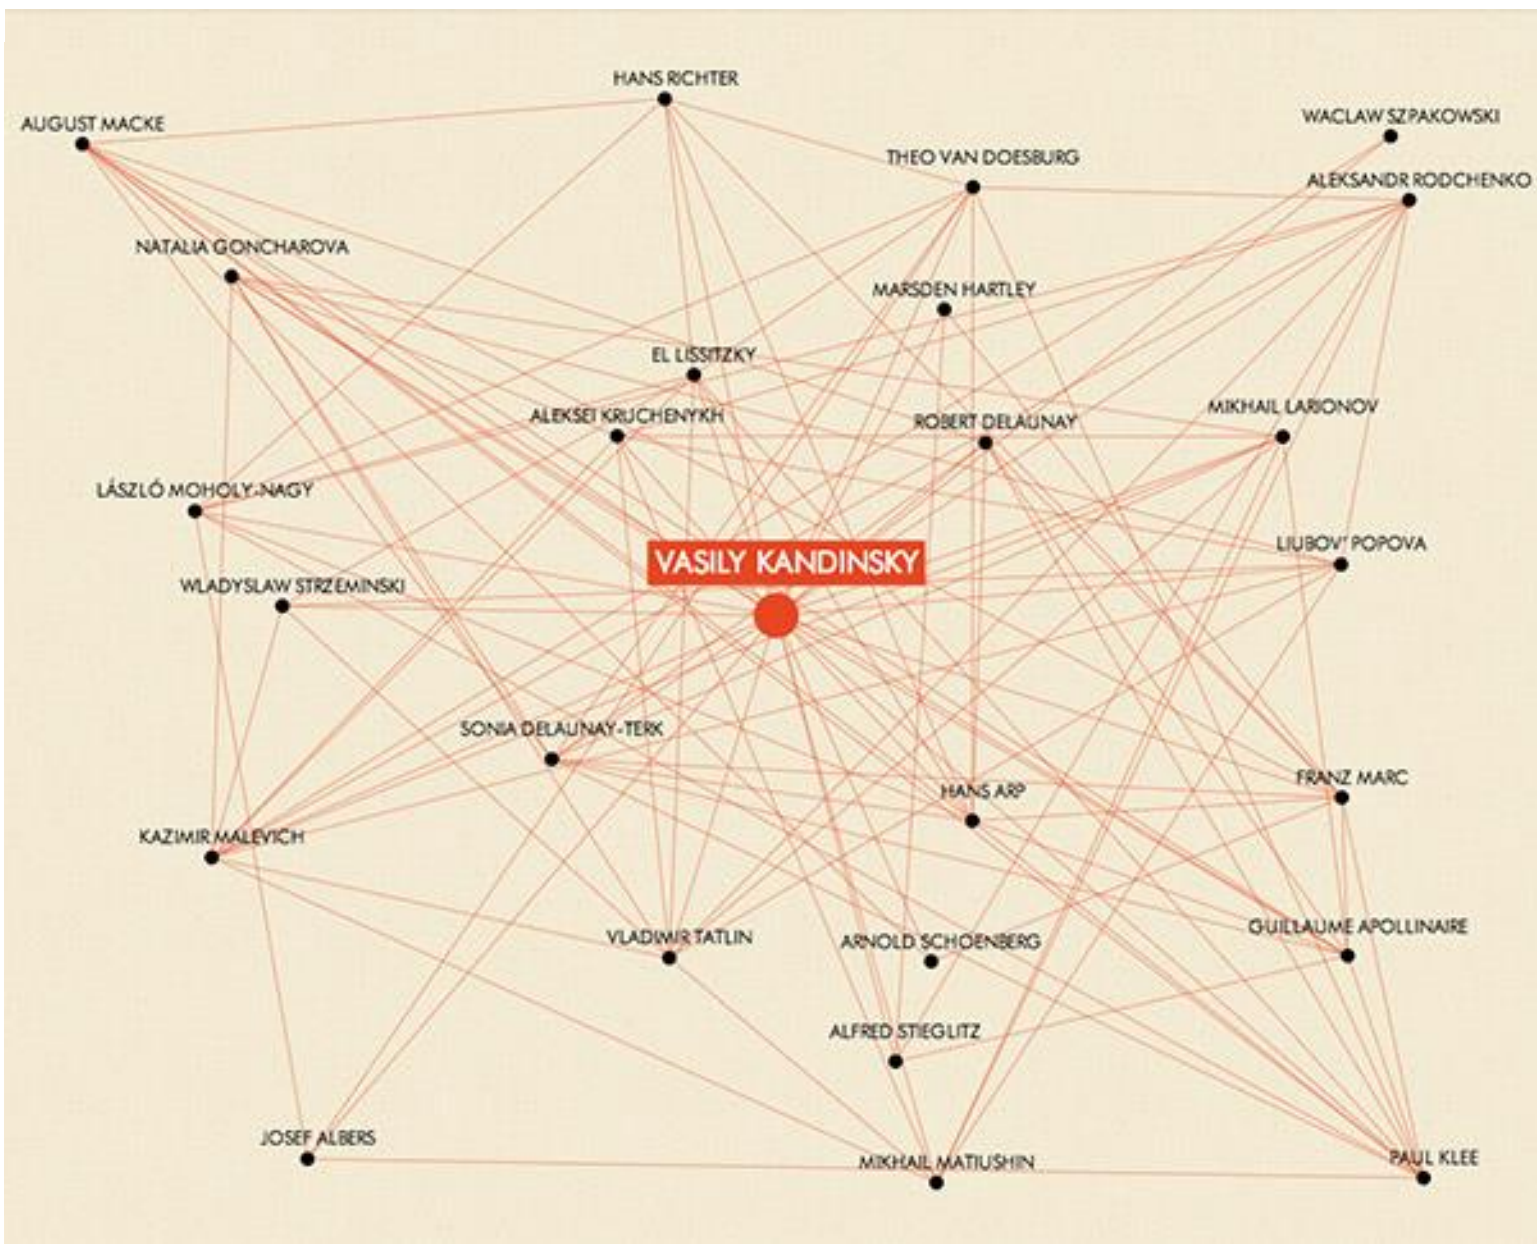 HANS RICHTER
AUGUST MACKE
WACLAW SZPAKOWSKI
THEO VAN DOESBURG
ALEKSANDR RODCHENKO
NATALIA GONCHAROVA
MARSDEN HARTLEY
EL LISSITZKY
ALEKSEI KRUCHENYKH
ROBERT DELAUNAY
MIKHAIL LARIONOV
LÁSZLÓ MOHOLY-NAGY
LIUBOV' POPOVA
VASILY KANDINSKY
WLADYSLAW STRZEMINSKI
SONIA DELAUNAY-TERK
FRANZ MARC
HANS ARP
KAZIMIR MALEVICH
GUILLAUME APOLLINAIRE
VLADIMIR TATLIN
ARNOLD SCHOENBERG
ALFRED STIEGLITZ
JOSEF ALBERS
MIKHAIL MATIUSHIN
PAUL KLEE